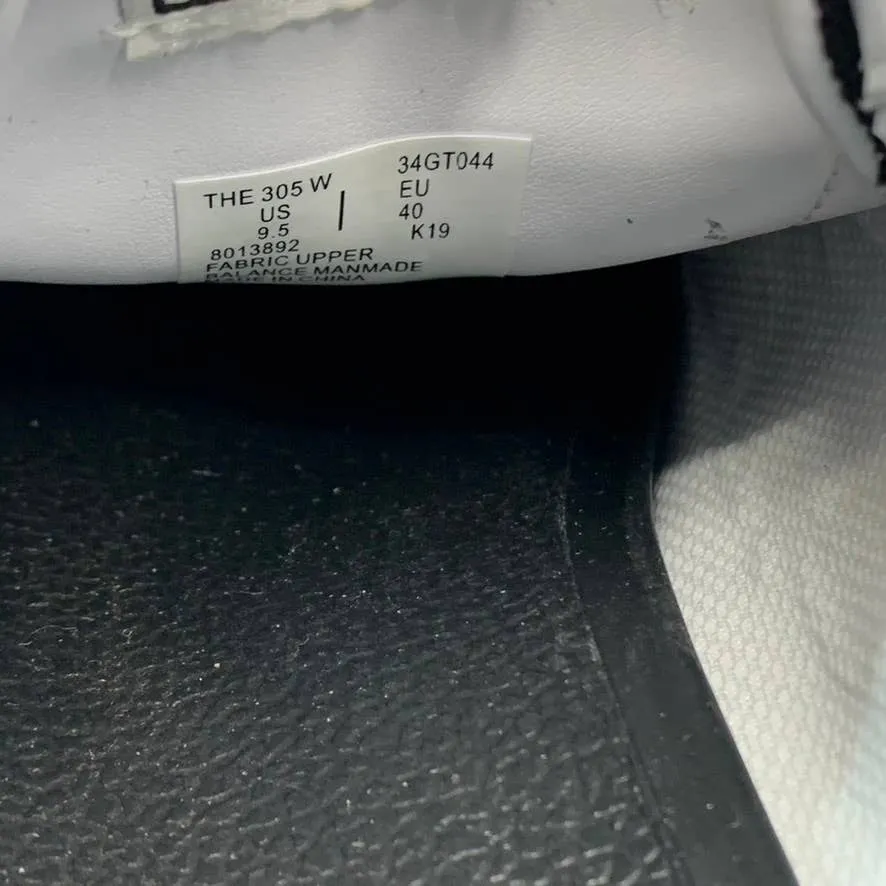 THE 305 W 34GT044
US | EU
9.5 40
8013892 K19
FABRIC UPPER
BALANCE MANMADE
MADE IN CHINA